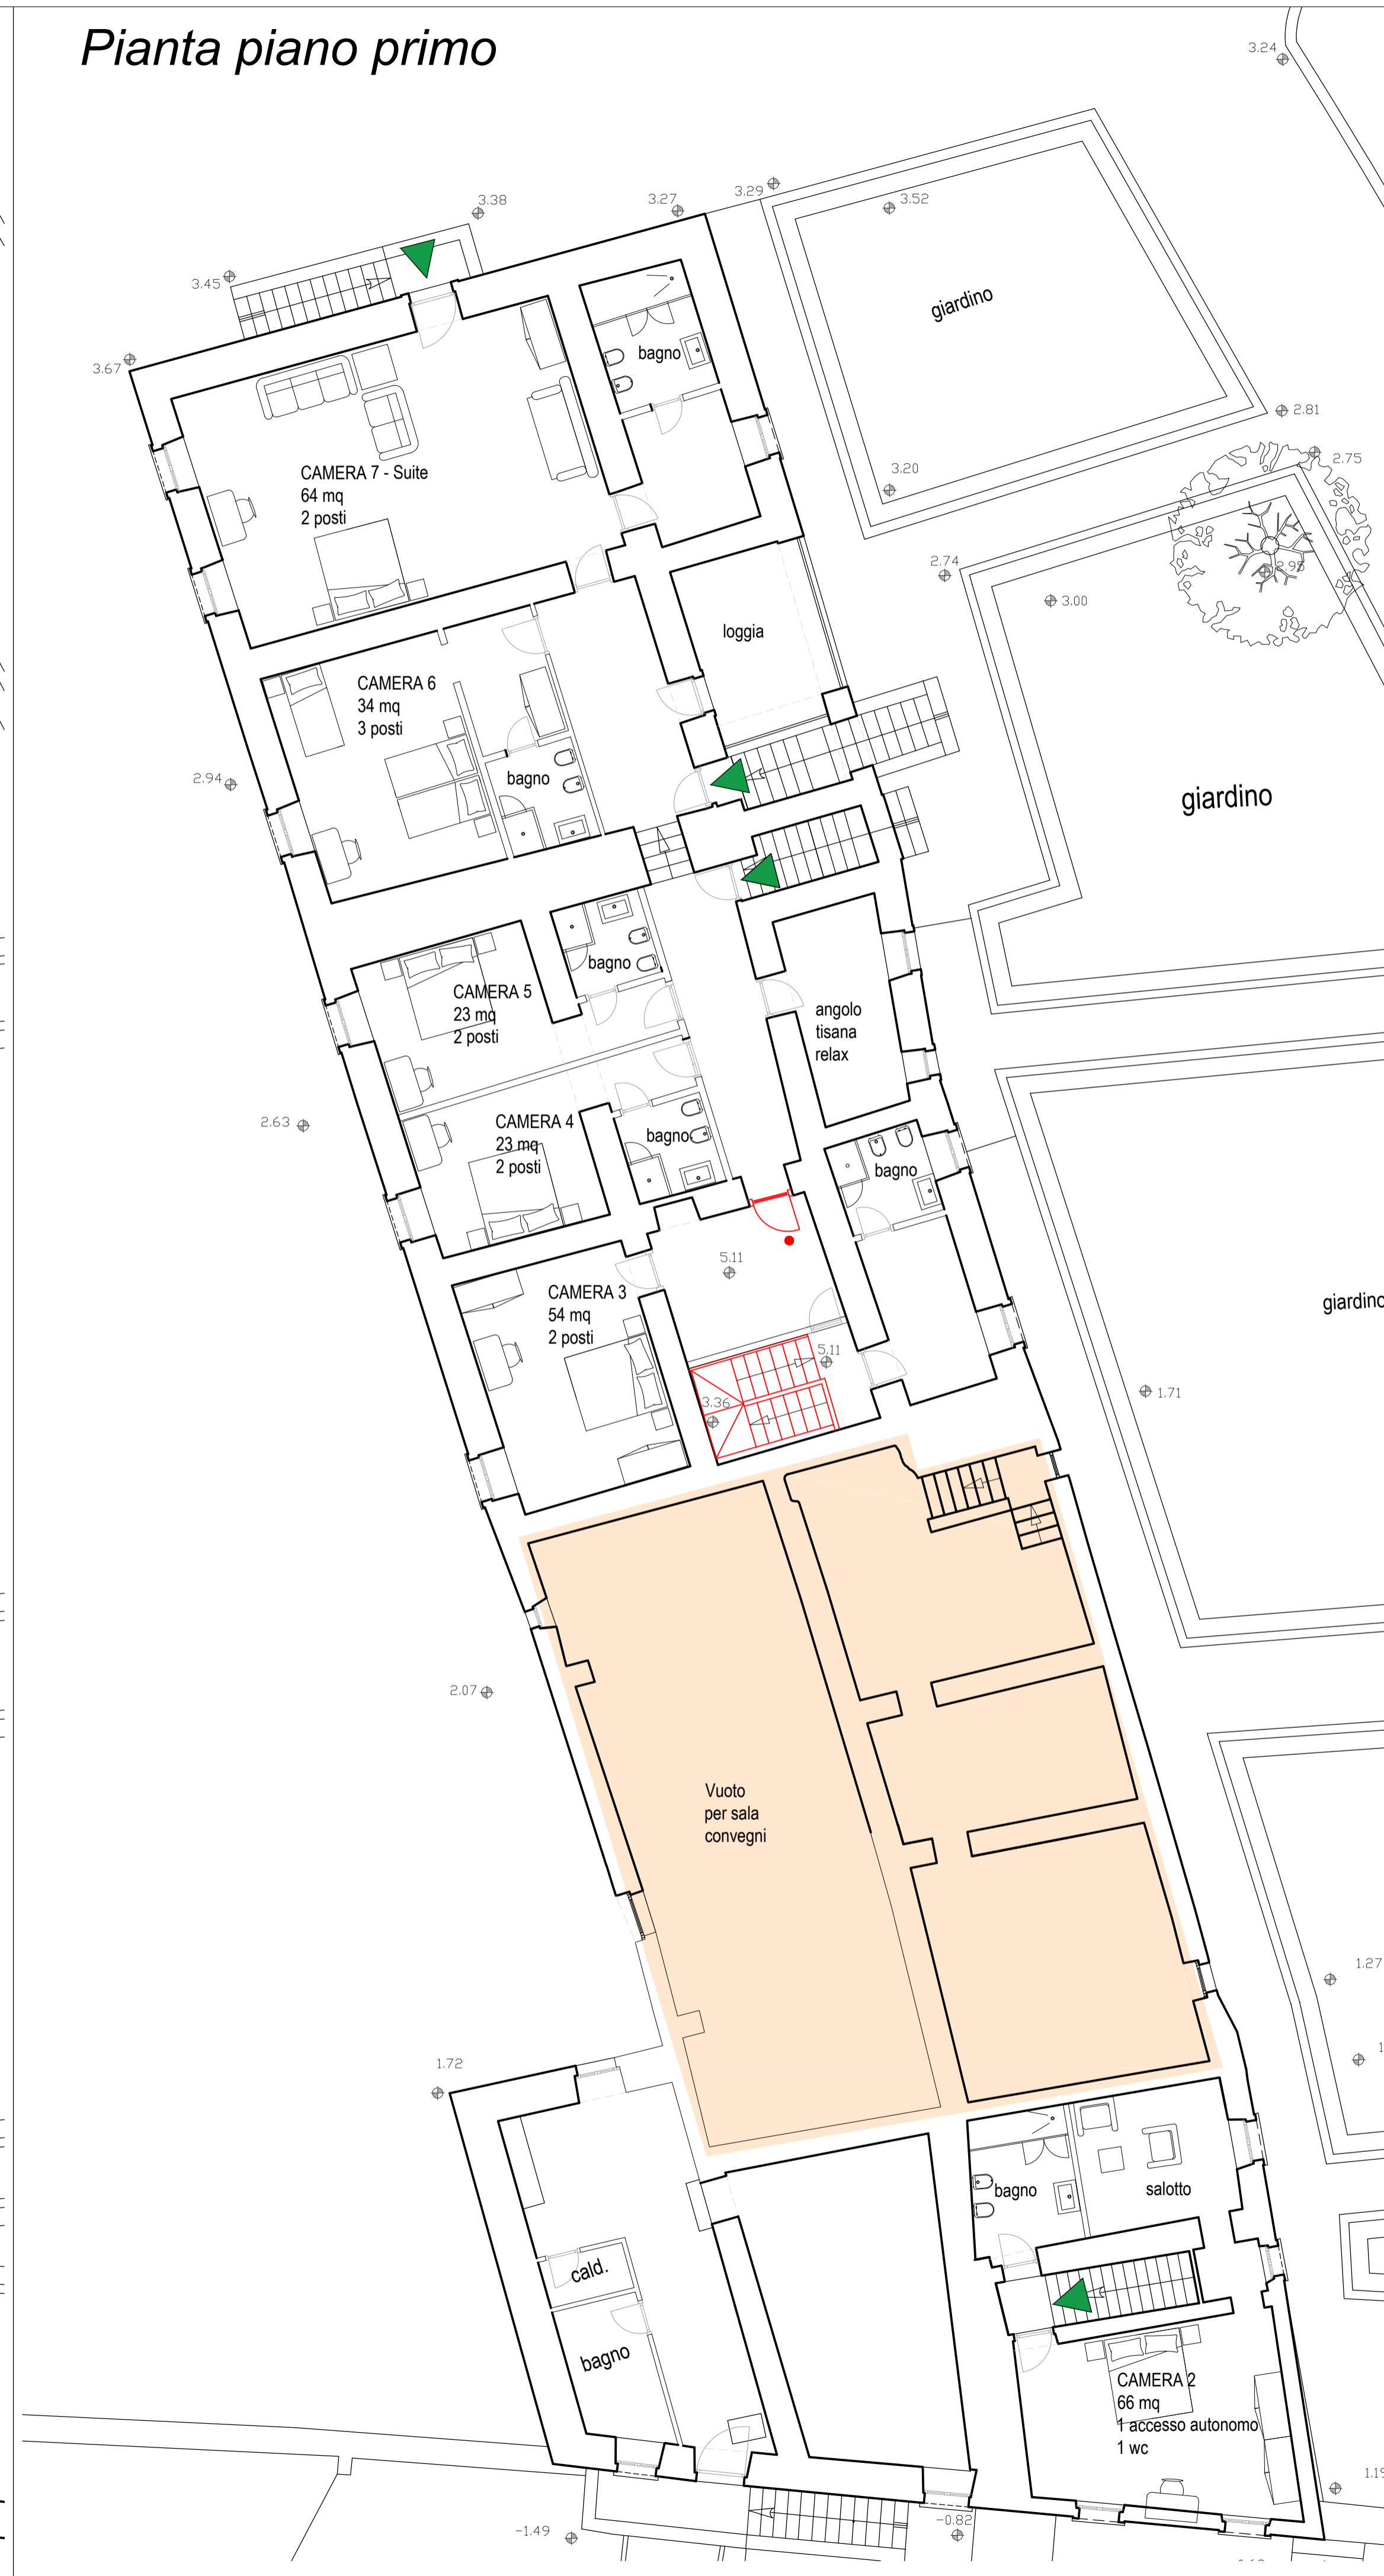 Pianta piano primo
3.24
3.38
3.27
3.29
3.52
3.45
giardino
bagno
3.67
2.81
2.75
CAMERA 7 - Suite
64 mq
2 posti
3.20
2.74
2.95
3.00
loggia
CAMERA 6
34 mq
3 posti
2.94
bagno
giardino
bagno
CAMERA 5
23 mq
2 posti
angolo
tisana
relax
2.63
CAMERA 4
23 mq
2 posti
bagno
bagno
5.11
CAMERA 3
54 mq
2 posti
giardino
5.11
3.36
1.71
2.07
Vuoto
per sala
convegni
1.27
1.72
bagno
salotto
cald.
bagno
CAMERA 2
66 mq
1 accesso autonomo
1 wc
1.19
-1.49
-0.82